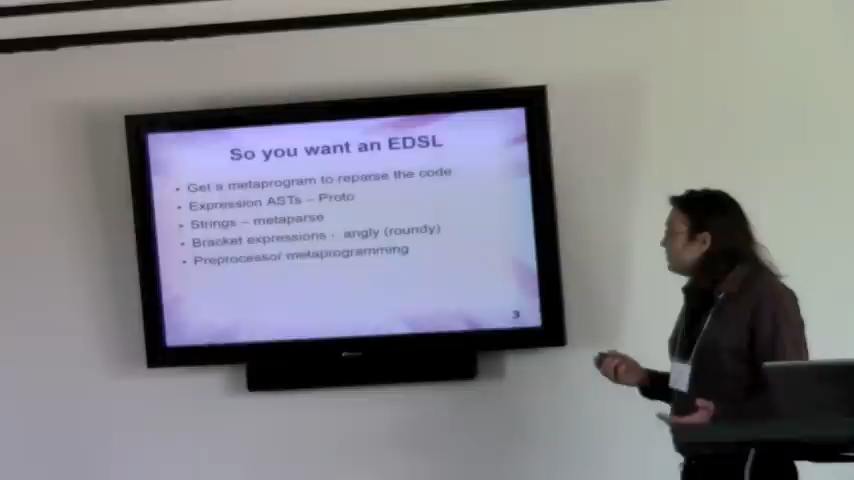 So you want an EDSL
• Get a metaprogram to reparse the code
• Expression ASTs – Proto
• Strings – metaparse
• Bracket expressions - angly (roundy)
• Preprocessor metaprogramming
3